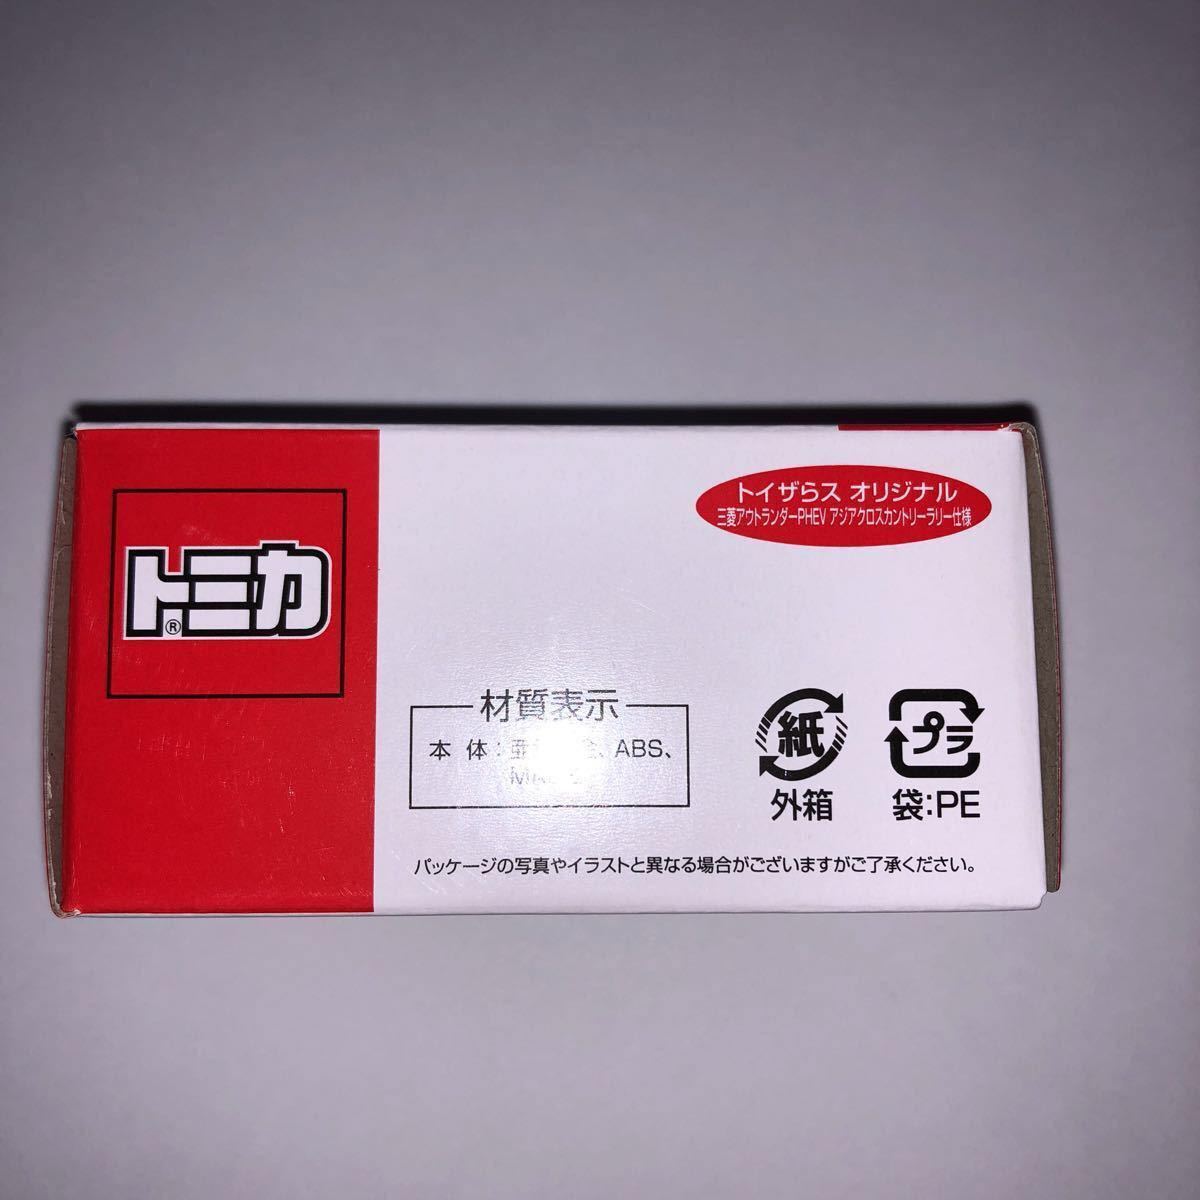 トミカ®
トイザらス オリジナル
三菱アウトランダーPHEV アジアクロスカントリーラリー仕様
材質表示
本体：亜 ABS、
紙
外箱
プラ
袋:PE
パッケージの写真やイラストと異なる場合がございますがご了承ください。